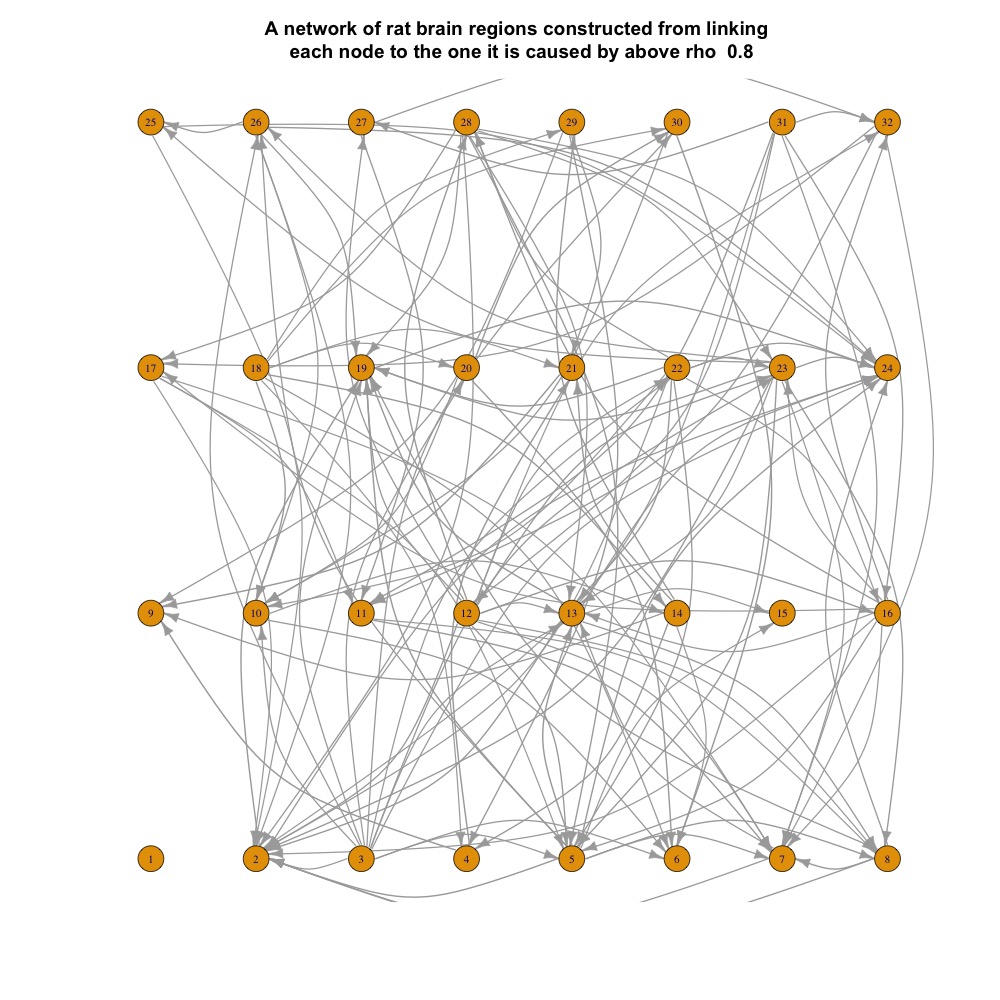 A network of rat brain regions constructed from linking
each node to the one it is caused by above rho 0.8
25 26 27 28 29 30 31 32
17 18 19 20 21 22 23 24
9 10 11 12 13 14 15 16
1 2 3 4 5 6 7 8